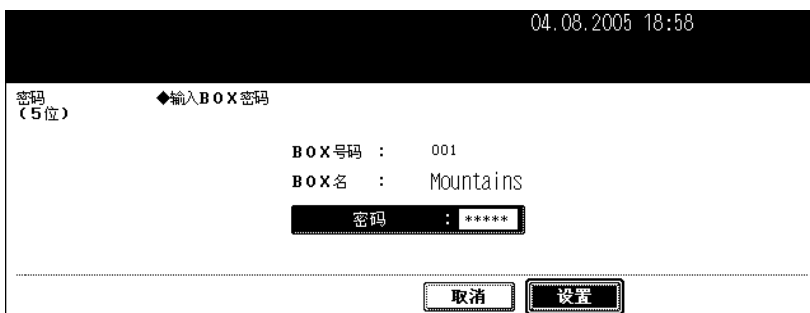 04.08.2005 18:58
密码 ◆输入BOX密码
(5位)
BOX号码 : 001
BOX名 : Mountains
密码 : *****
取消 设置